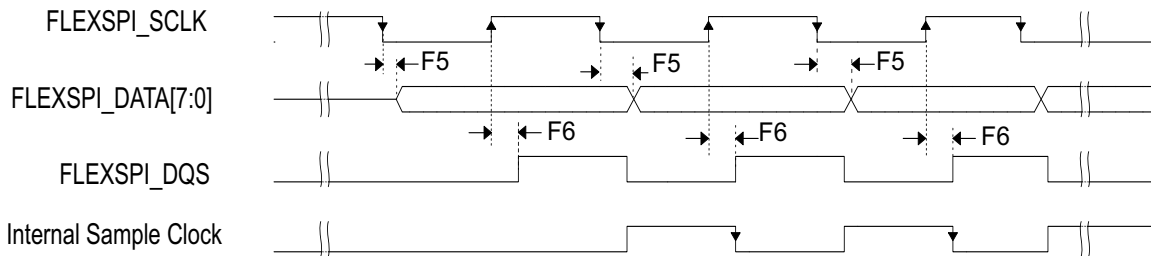 FLEXSPI_SCLK
F5
F5
F5
FLEXSPI_DATA[7:0]
F6
F6
F6
FLEXSPI_DQS
Internal Sample Clock